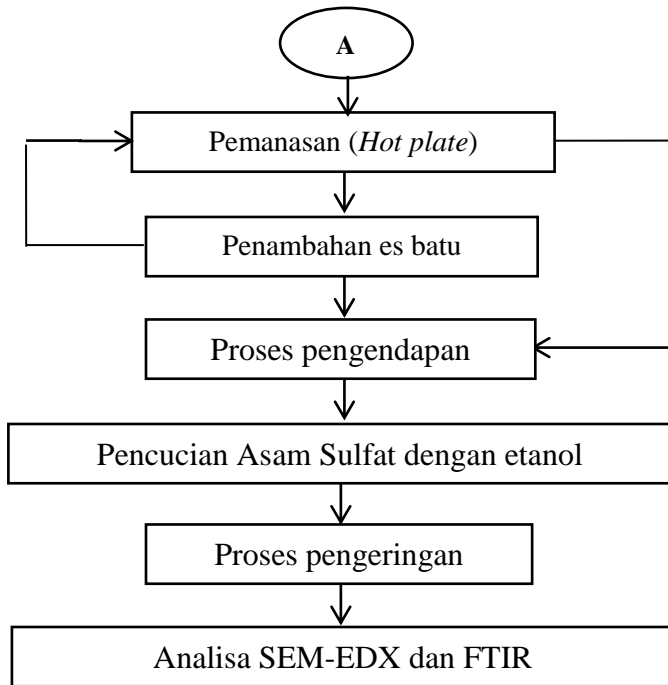 A
Pemanasan (Hot plate)
Penambahan es batu
Proses pengendapan
Pencucian Asam Sulfat dengan etanol
Proses pengeringan
Analisa SEM-EDX dan FTIR